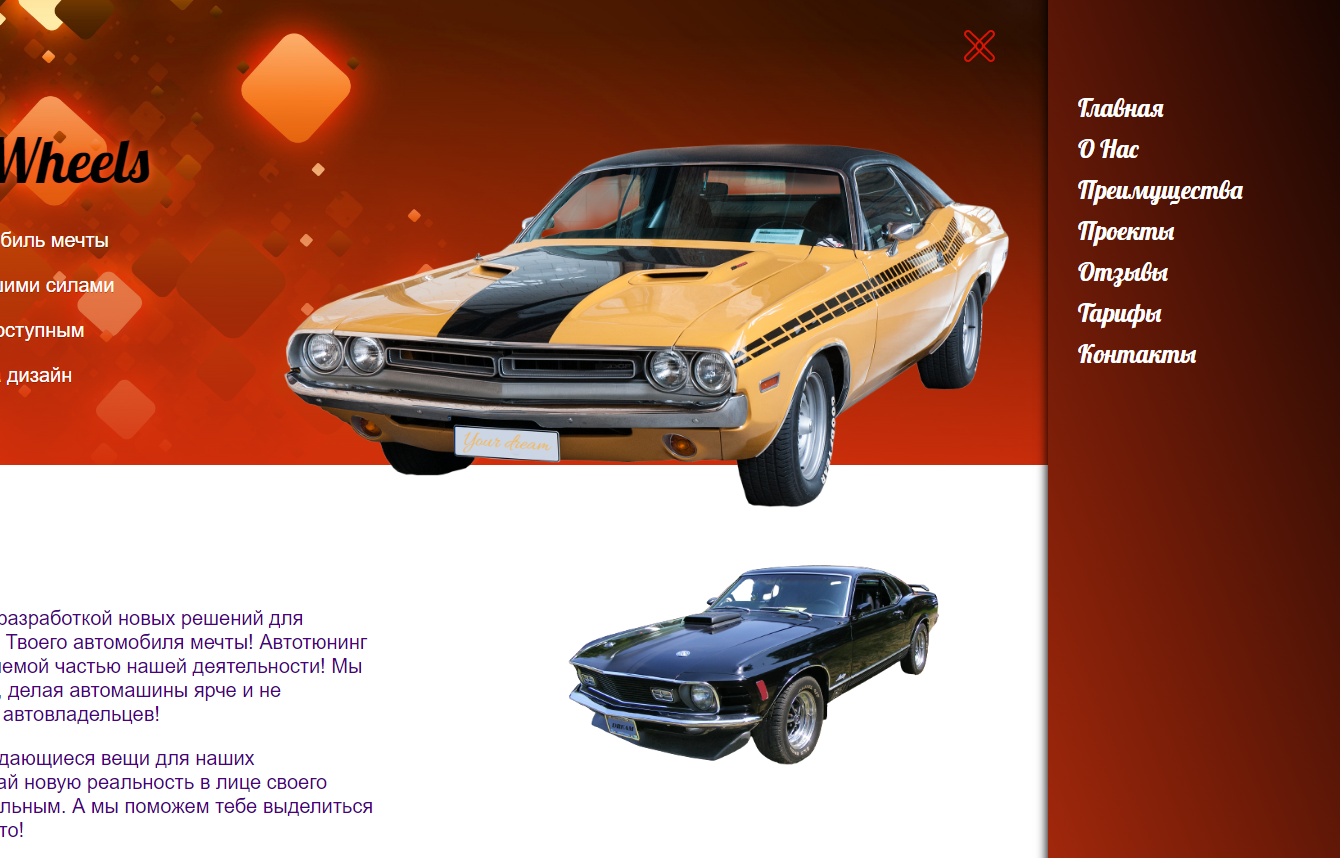 Wheels
биль мечты
шими силами
оступным
дизайн
Your dream
Главная
О Нас
Преимущества
Проекты
Отзывы
Тарифы
Контакты
разработкой новых решений для
Твоего автомобиля мечты! Автотюнинг
лемой частью нашей деятельности! Мы
, делая автомашины ярче и не
автовладельцев!
дающиеся вещи для наших
ай новую реальность в лице своего
льным. А мы поможем тебе выделиться
то!